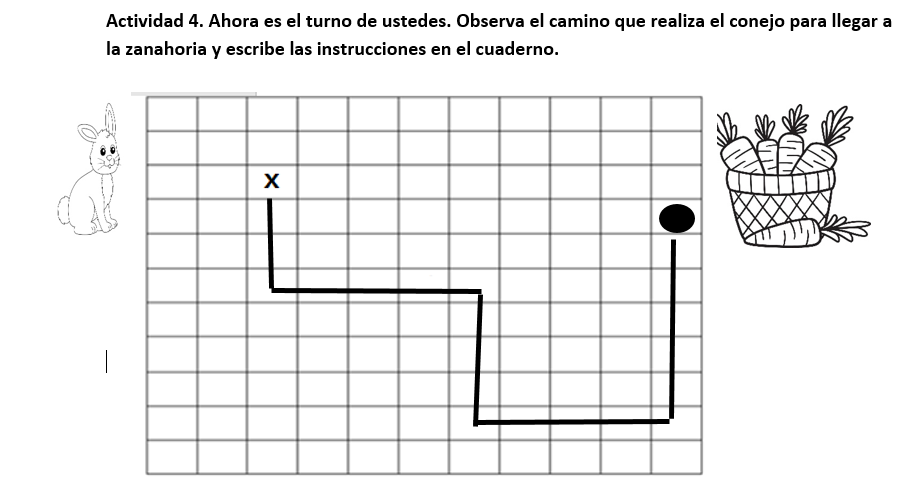 Actividad 4. Ahora es el turno de ustedes. Observa el camino que realiza el conejo para llegar a
la zanahoria y escribe las instrucciones en el cuaderno.
X